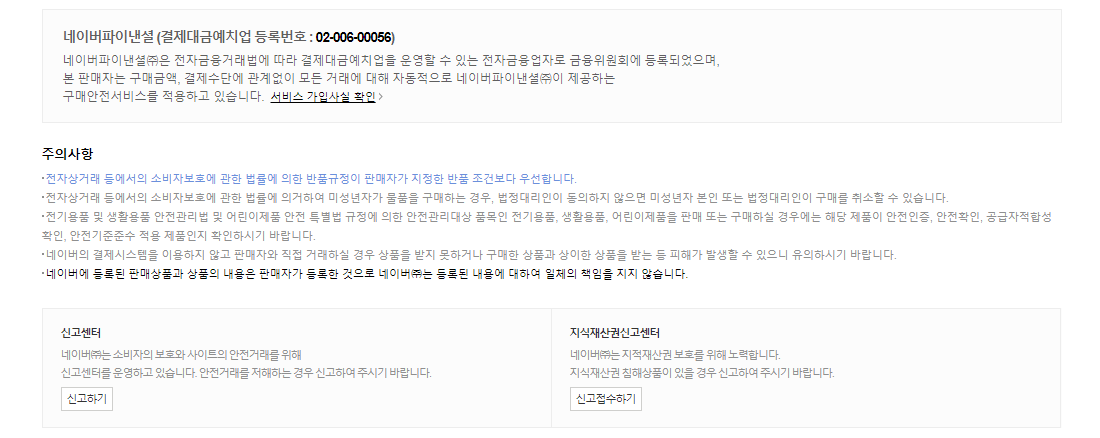 네이버파이낸셜 (결제대금예치업 등록번호 : 02-006-00056)
네이버파이낸셜㈜은 전자금융거래법에 따라 결제대금예치업을 운영할 수 있는 전자금융업자로 금융위원회에 등록되었으며,
본 판매자는 구매금액, 결제수단에 관계없이 모든 거래에 대해 자동적으로 네이버파이낸셜㈜이 제공하는
구매안전서비스를 적용하고 있습니다. 서비스 가입사실 확인 >
주의사항
· 전자상거래 등에서의 소비자보호에 관한 법률에 의한 반품규정이 판매자가 지정한 반품 조건보다 우선합니다.
· 전자상거래 등에서의 소비자보호에 관한 법률에 의거하여 미성년자가 물품을 구매하는 경우, 법정대리인이 동의하지 않으면 미성년자 본인 또는 법정대리인이 구매를 취소할 수 있습니다.
· 전기용품 및 생활용품 안전관리법 및 어린이제품 안전 특별법 규정에 의한 안전관리대상 품목인 전기용품, 생활용품, 어린이제품을 판매 또는 구매하실 경우에는 해당 제품이 안전인증, 안전확인, 공급자적합성
확인, 안전기준준수 적용 제품인지 확인하시기 바랍니다.
· 네이버의 결제시스템을 이용하지 않고 판매자와 직접 거래하실 경우 상품을 받지 못하거나 구매한 상품과 상이한 상품을 받는 등 피해가 발생할 수 있으니 유의하시기 바랍니다.
· 네이버에 등록된 판매상품과 상품의 내용은 판매자가 등록한 것으로 네이버㈜는 등록된 내용에 대하여 일체의 책임을 지지 않습니다.
신고센터
네이버㈜는 소비자의 보호와 사이트의 안전거래를 위해
신고센터를 운영하고 있습니다. 안전거래를 저해하는 경우 신고하여 주시기 바랍니다.
신고하기
지식재산권신고센터
네이버㈜는 지적재산권 보호를 위해 노력합니다.
지식재산권 침해상품이 있을 경우 신고하여 주시기 바랍니다.
신고접수하기